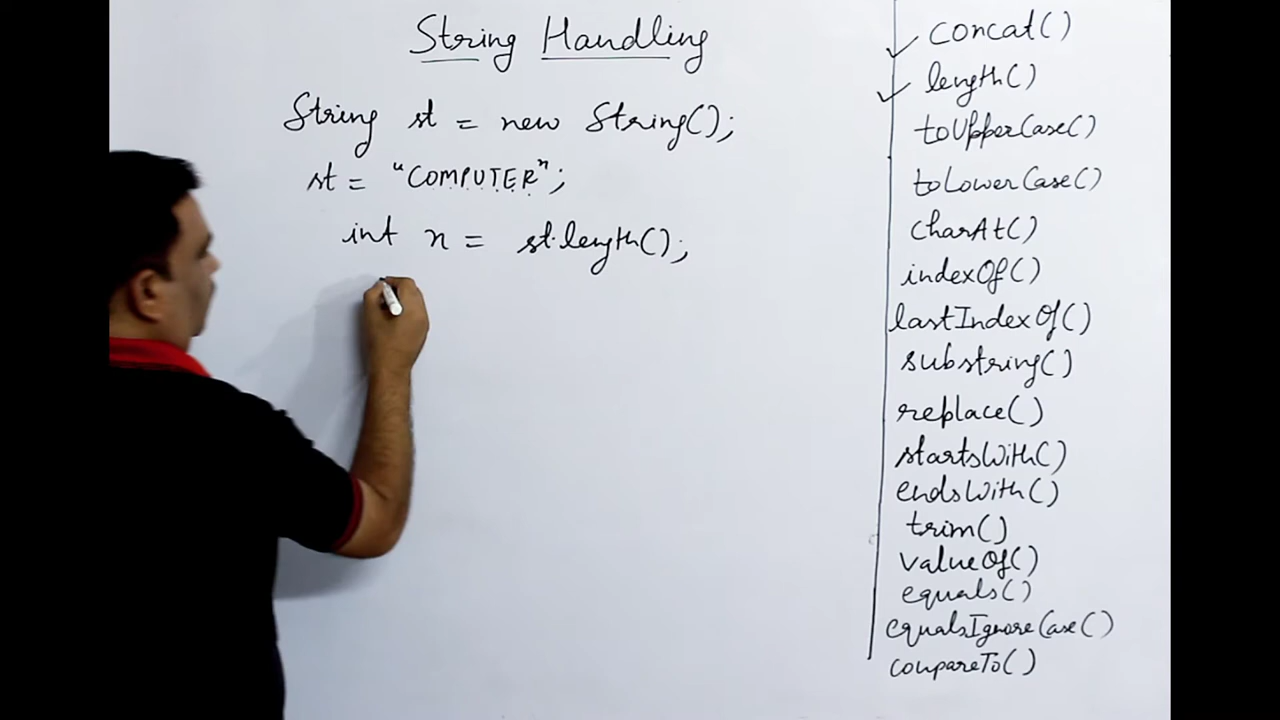 String Handling
String st = new String();
st = "COMPUTER";
int n = st.length();
concat()
length()
toUpperCase()
toLowerCase()
charAt()
indexOf()
lastIndexOf()
substring()
replace()
startsWith()
endsWith()
trim()
valueOf()
equals()
equalsIgnoreCase()
compareTo()